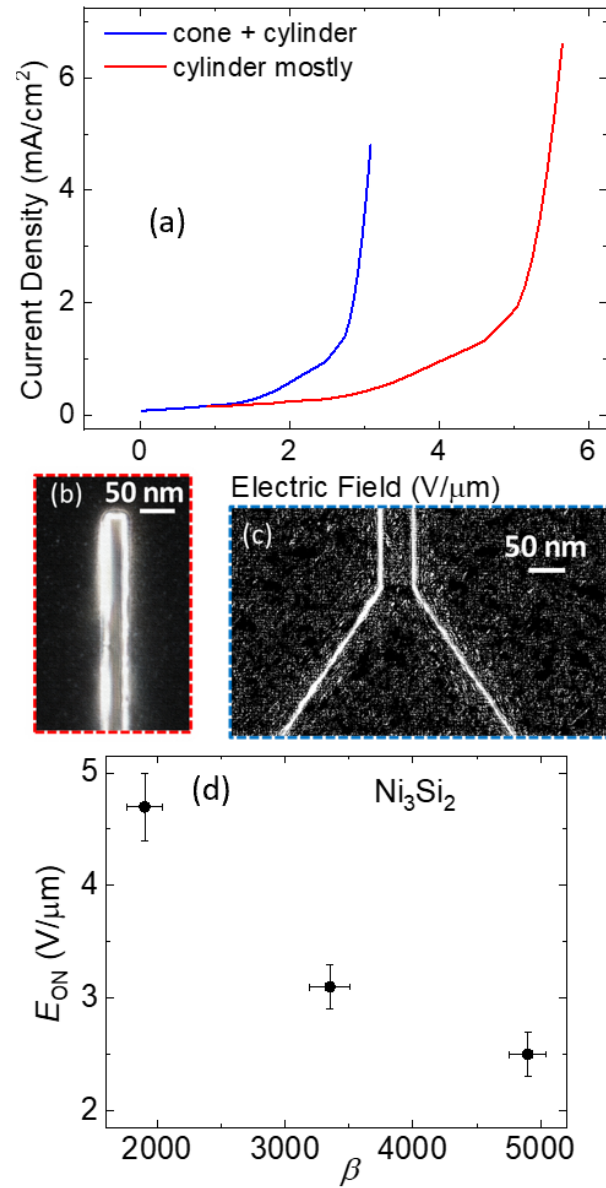 cone + cylinder
cylinder mostly
(a)
Current Density (mA/cm²)
6
4
2
0
0 2 4 6
Electric Field (V/μm)
(b)
50 nm
(c)
50 nm
(d)
Ni₃Si₂
E_ON (V/μm)
5
4
3
2
2000 3000 4000 5000
β